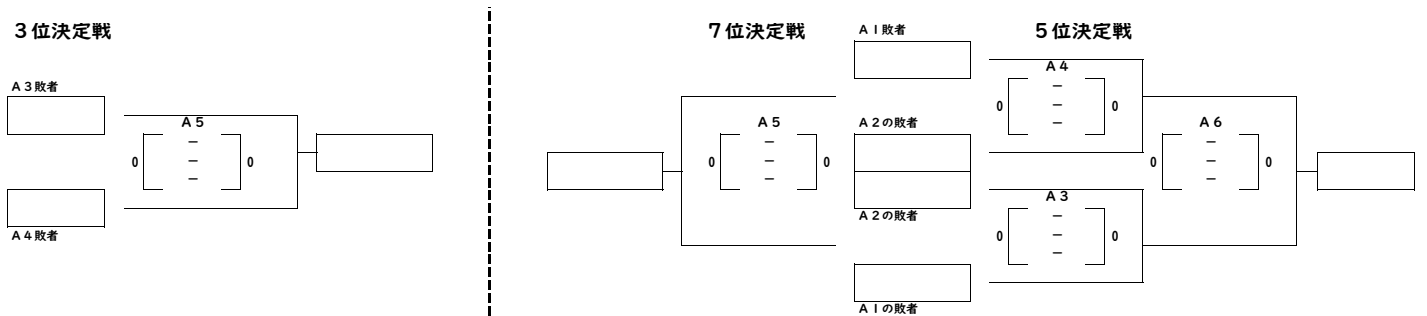 ３位決定戦
Ａ３敗者
Ａ５
0 － 0
－
－
Ａ４敗者
７位決定戦
Ａ５
0 － 0
－
－
Ａ１敗者
Ａ２の敗者
Ａ２の敗者
Ａ１の敗者
５位決定戦
Ａ４
0 － 0
－
－
Ａ３
0 － 0
－
－
Ａ６
0 － 0
－
－